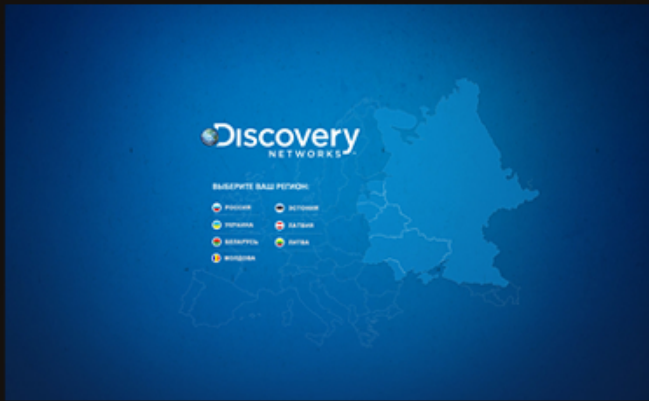 Discovery
NETWORKS
ВЫБЕРИТЕ ВАШ РЕГИОН:
РОССИЯ
ЭСТОНИЯ
УКРАИНА
ЛАТВИЯ
БЕЛАРУСЬ
ЛИТВА
МОЛДОВА